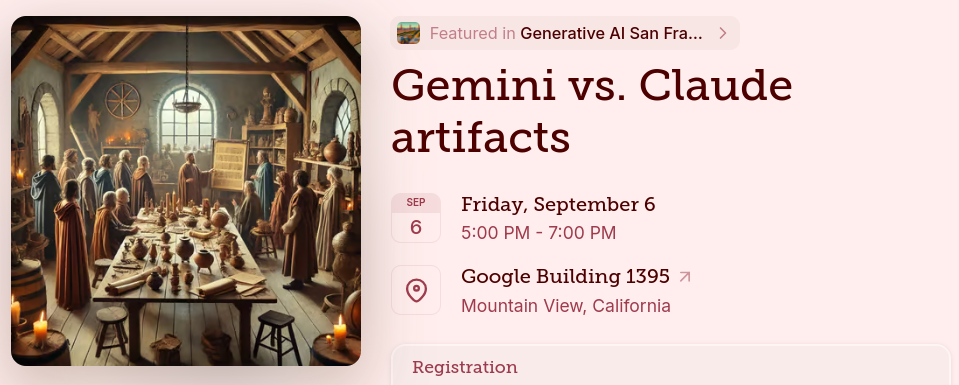 Featured in Generative AI San Fra...
Gemini vs. Claude
artifacts
SEP
6
Friday, September 6
5:00 PM - 7:00 PM
Google Building 1395
Mountain View, California
Registration